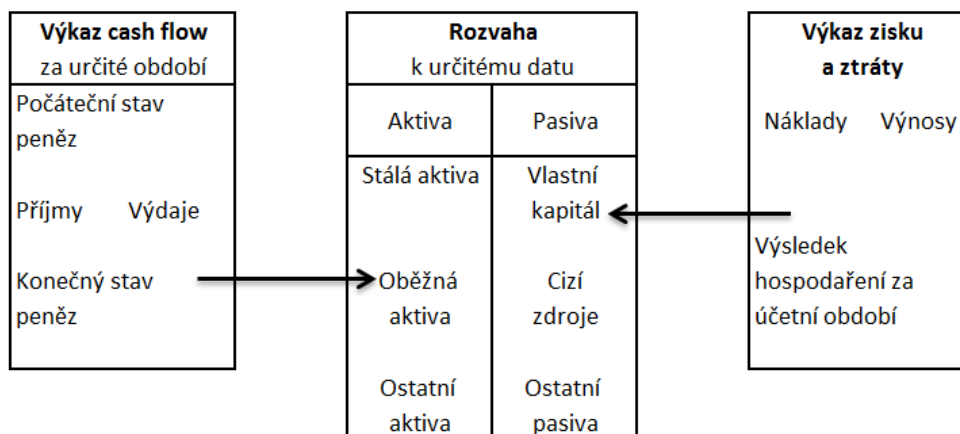 Výkaz cash flow
za určité období
Počáteční stav
peněz
Příjmy Výdaje
Konečný stav
peněz
Rozvaha
k určitému datu
Aktiva Pasiva
Stálá aktiva Vlastní
kapitál
Oběžná Cizí
aktiva zdroje
Ostatní Ostatní
aktiva pasiva
Výkaz zisku
a ztráty
Náklady Výnosy
Výsledek
hospodaření za
účetní období